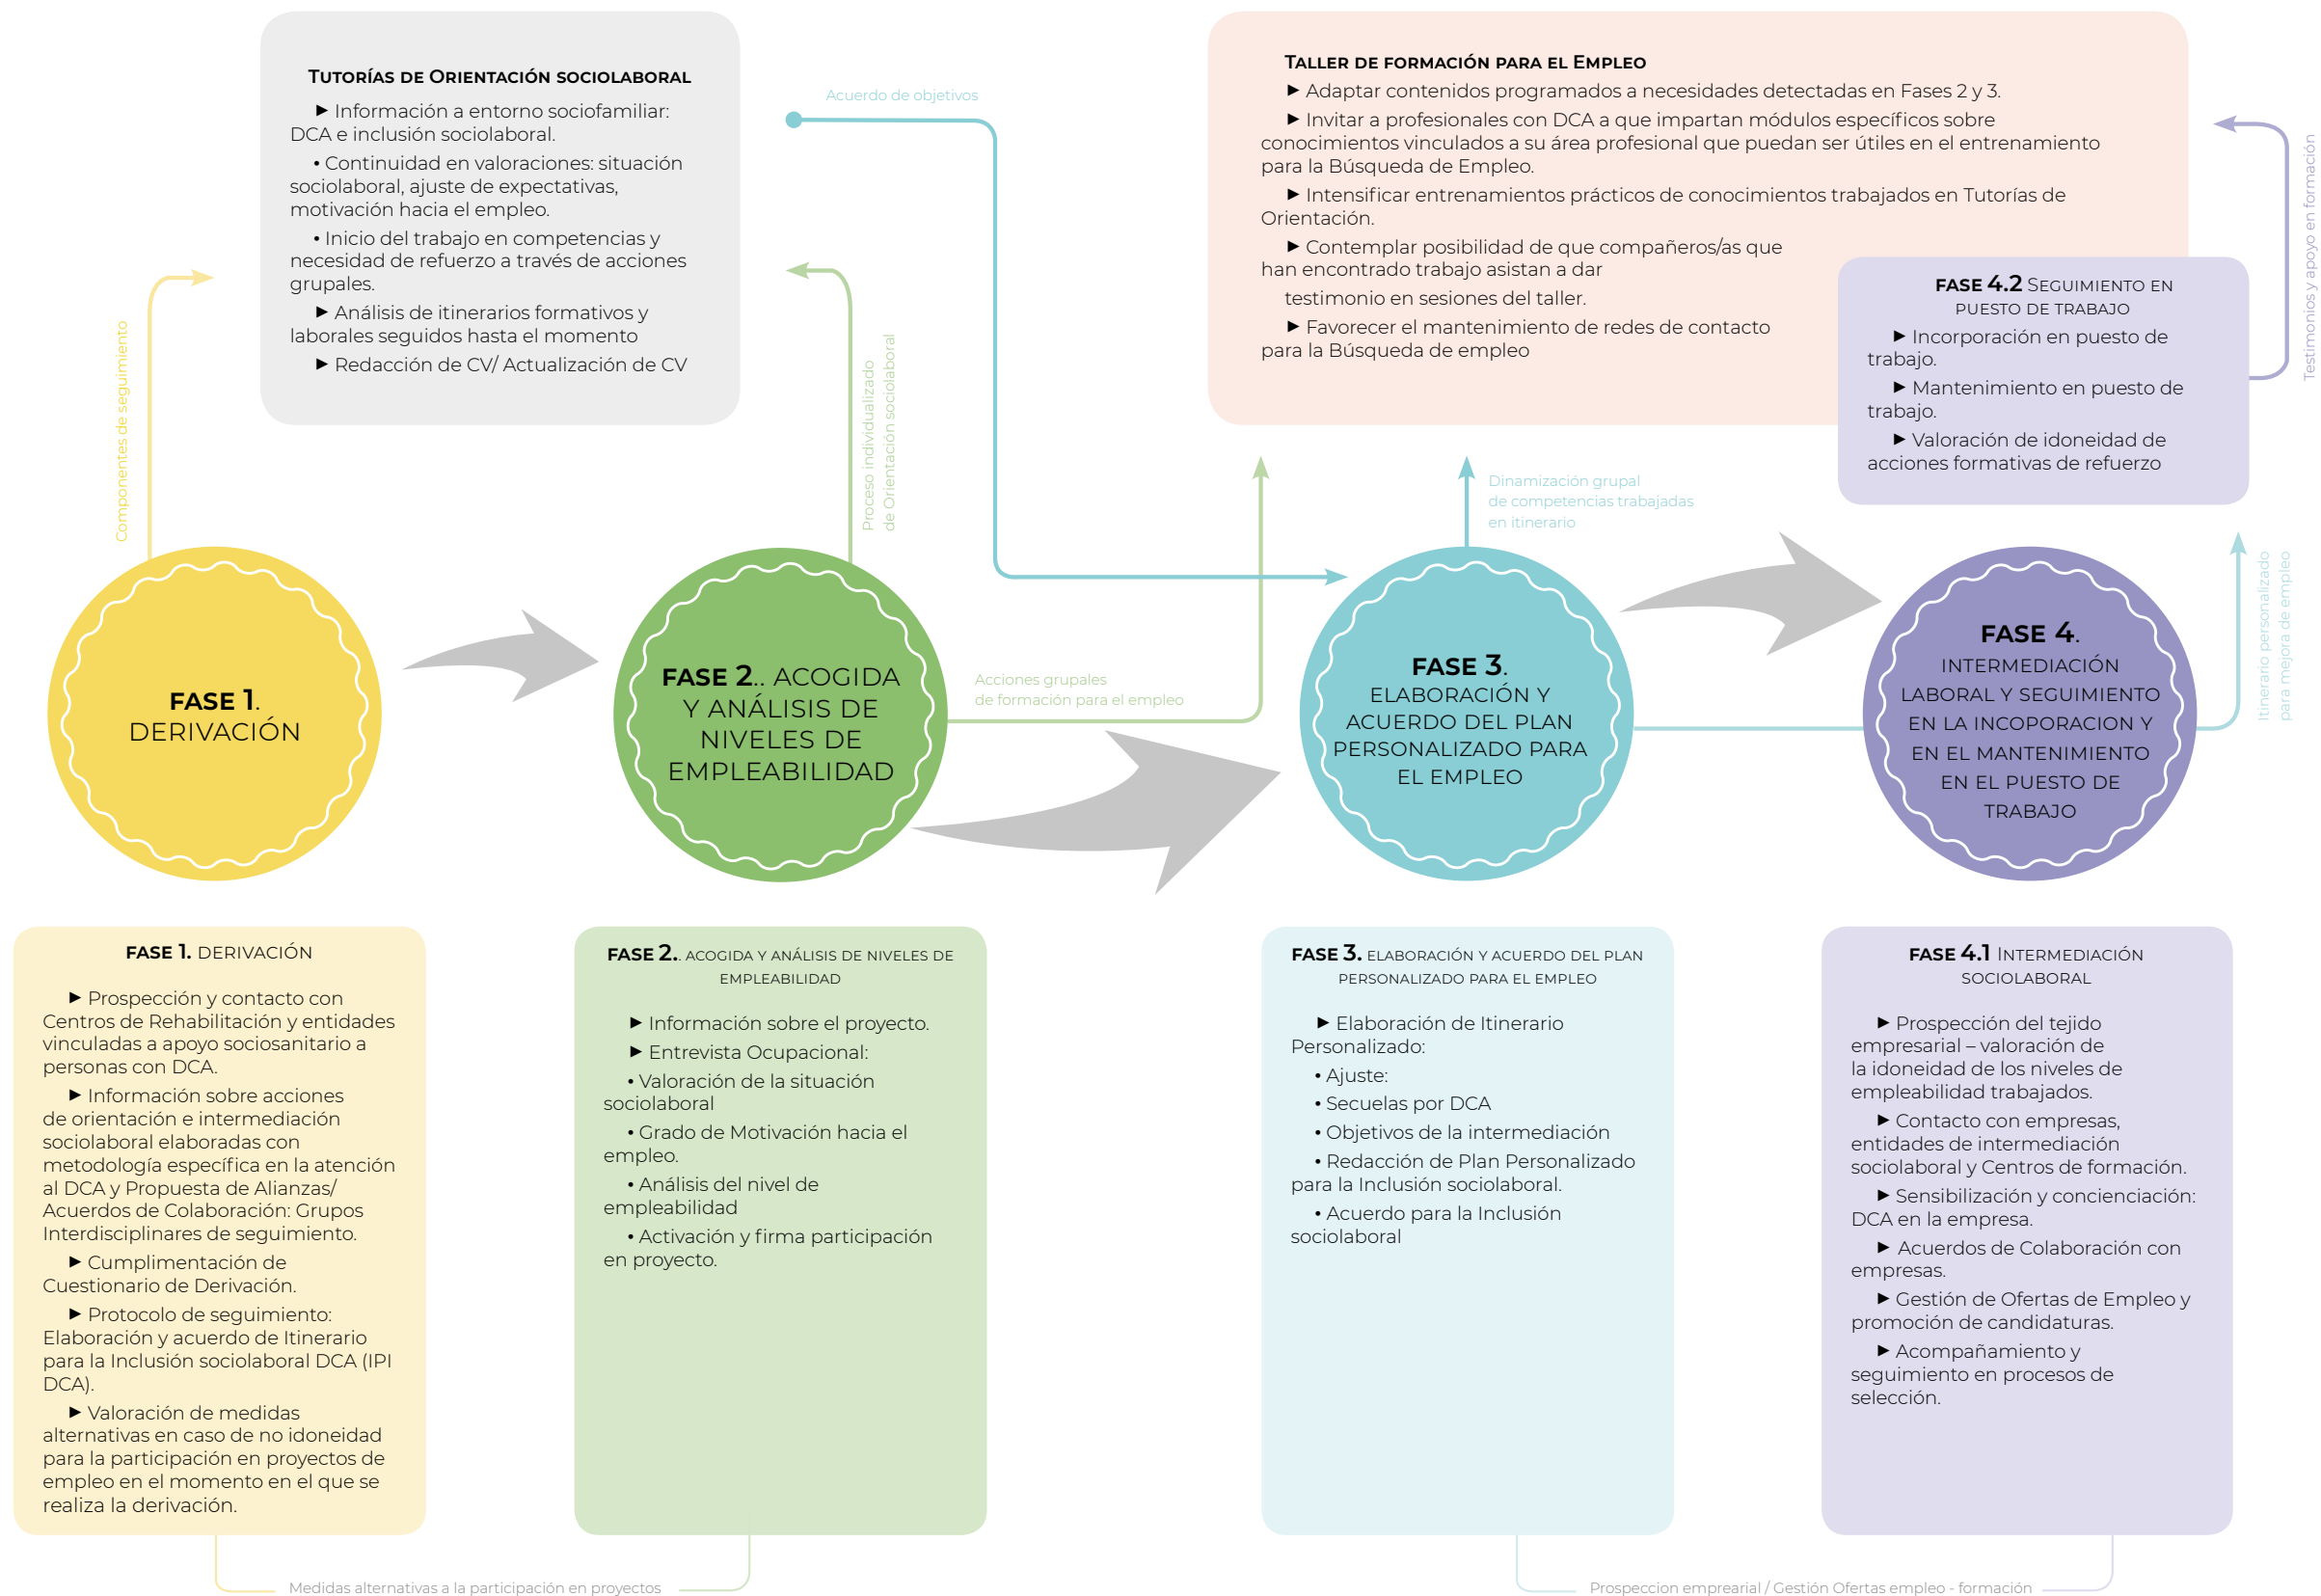 TUTORÍAS DE ORIENTACIÓN SOCIOLABORAL
► Información a entorno sociofamiliar:
DCA e inclusión sociolaboral.
• Continuidad en valoraciones: situación
sociolaboral, ajuste de expectativas,
motivación hacia el empleo.
• Inicio del trabajo en competencias y
necesidad de refuerzo a través de acciones
grupales.
► Análisis de itinerarios formativos y
laborales seguidos hasta el momento
► Redacción de CV/ Actualización de CV
Acuerdo de objetivos
TALLER DE FORMACIÓN PARA EL EMPLEO
► Adaptar contenidos programados a necesidades detectadas en Fases 2 y 3.
► Invitar a profesionales con DCA a que impartan módulos específicos sobre
conocimientos vinculados a su área profesional que puedan ser útiles en el entrenamiento
para la Búsqueda de Empleo.
► Intensificar entrenamientos prácticos de conocimientos trabajados en Tutorías de
Orientación.
► Contemplar posibilidad de que compañeros/as que
han encontrado trabajo asistan a dar
testimonio en sesiones del taller.
► Favorecer el mantenimiento de redes de contacto
para la Búsqueda de empleo
FASE 4.2 SEGUIMIENTO EN
PUESTO DE TRABAJO
► Incorporación en puesto de
trabajo.
► Mantenimiento en puesto de
trabajo.
► Valoración de idoneidad de
acciones formativas de refuerzo
Testimonios y apoyo en formación
Componentes de seguimiento
Proceso individualizado
de Orientación sociolaboral
Dinamización grupal
de competencias trabajadas
en itinerario
Itinerario personalizado
para mejora de empleo
FASE 1.
DERIVACIÓN
FASE 2.. ACOGIDA
Y ANÁLISIS DE
NIVELES DE
EMPLEABILIDAD
Acciones grupales
de formación para el empleo
FASE 3.
ELABORACIÓN Y
ACUERDO DEL PLAN
PERSONALIZADO PARA
EL EMPLEO
FASE 4.
INTERMEDIACIÓN
LABORAL Y SEGUIMIENTO
EN LA INCOPORACION Y
EN EL MANTENIMIENTO
EN EL PUESTO DE
TRABAJO
FASE 1. DERIVACIÓN
► Prospección y contacto con
Centros de Rehabilitación y entidades
vinculadas a apoyo sociosanitario a
personas con DCA.
► Información sobre acciones
de orientación e intermediación
sociolaboral elaboradas con
metodología específica en la atención
al DCA y Propuesta de Alianzas/
Acuerdos de Colaboración: Grupos
Interdisciplinares de seguimiento.
► Cumplimentación de
Cuestionario de Derivación.
► Protocolo de seguimiento:
Elaboración y acuerdo de Itinerario
para la Inclusión sociolaboral DCA (IPI
DCA).
► Valoración de medidas
alternativas en caso de no idoneidad
para la participación en proyectos de
empleo en el momento en el que se
realiza la derivación.
FASE 2.. ACOGIDA Y ANÁLISIS DE NIVELES DE
EMPLEABILIDAD
► Información sobre el proyecto.
► Entrevista Ocupacional:
• Valoración de la situación
sociolaboral
• Grado de Motivación hacia el
empleo.
• Análisis del nivel de
empleabilidad
• Activación y firma participación
en proyecto.
FASE 3. ELABORACIÓN Y ACUERDO DEL PLAN
PERSONALIZADO PARA EL EMPLEO
► Elaboración de Itinerario
Personalizado:
• Ajuste:
• Secuelas por DCA
• Objetivos de la intermediación
• Redacción de Plan Personalizado
para la Inclusión sociolaboral.
• Acuerdo para la Inclusión
sociolaboral
FASE 4.1 INTERMEDIACIÓN
SOCIOLABORAL
► Prospección del tejido
empresarial – valoración de
la idoneidad de los niveles de
empleabilidad trabajados.
► Contacto con empresas,
entidades de intermediación
sociolaboral y Centros de formación.
► Sensibilización y concienciación:
DCA en la empresa.
► Acuerdos de Colaboración con
empresas.
► Gestión de Ofertas de Empleo y
promoción de candidaturas.
► Acompañamiento y
seguimiento en procesos de
selección.
Medidas alternativas a la participación en proyectos
Prospeccion emprearial / Gestión Ofertas empleo - formación